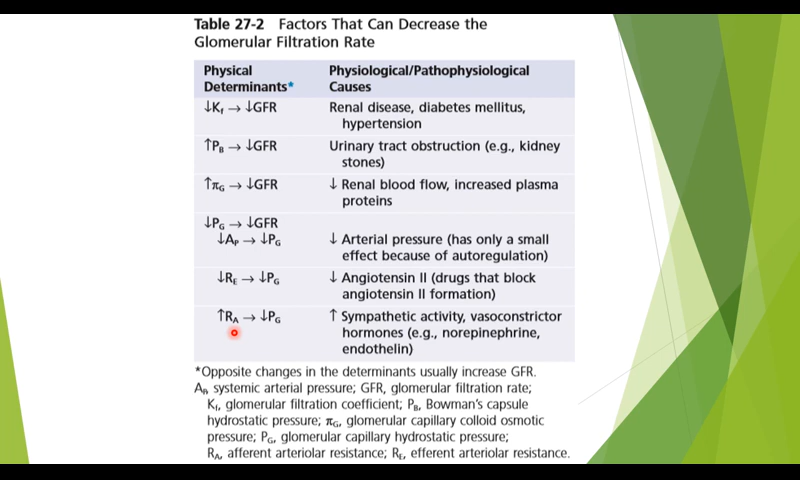 Table 27-2 Factors That Can Decrease the
Glomerular Filtration Rate
Physical Determinants* Physiological/Pathophysiological Causes
↓Kf → ↓GFR Renal disease, diabetes mellitus,
hypertension
↑PB → ↓GFR Urinary tract obstruction (e.g., kidney
stones)
↑πG → ↓GFR ↓ Renal blood flow, increased plasma
proteins
↓PG → ↓GFR
↓AP → ↓PG ↓ Arterial pressure (has only a small
effect because of autoregulation)
↓RE → ↓PG ↓ Angiotensin II (drugs that block
angiotensin II formation)
↑RA → ↓PG ↑ Sympathetic activity, vasoconstrictor
hormones (e.g., norepinephrine,
endothelin)
*Opposite changes in the determinants usually increase GFR.
AP, systemic arterial pressure; GFR, glomerular filtration rate;
Kf, glomerular filtration coefficient; PB, Bowman's capsule
hydrostatic pressure; πG, glomerular capillary colloid osmotic
pressure; PG, glomerular capillary hydrostatic pressure;
RA, afferent arteriolar resistance; RE, efferent arteriolar resistance.